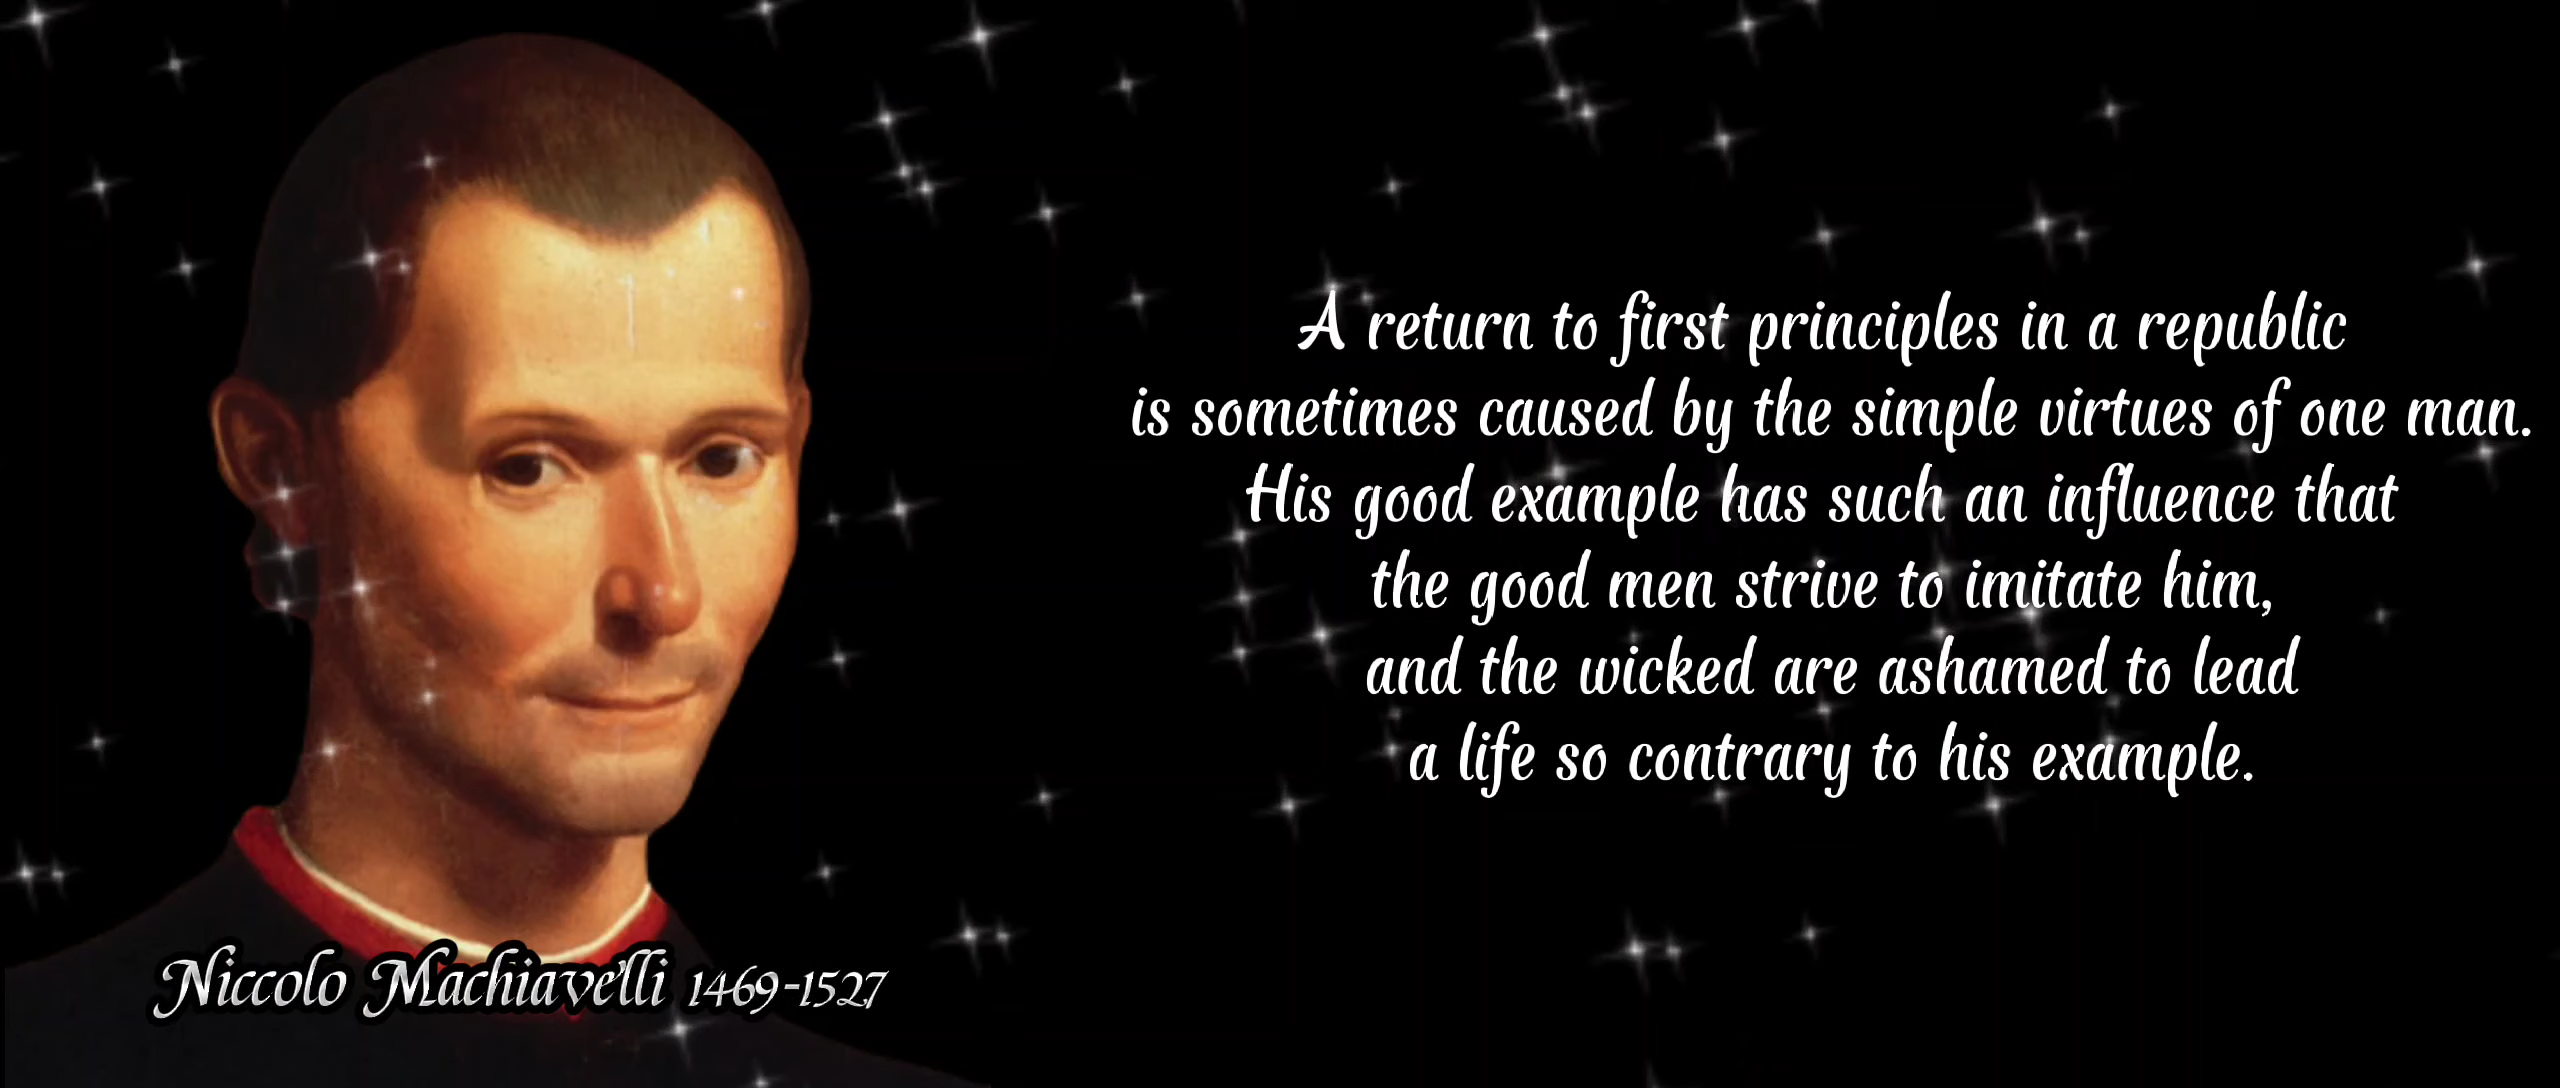 A return to first principles in a republic
is sometimes caused by the simple virtues of one man.
His good example has such an influence that
the good men strive to imitate him,
and the wicked are ashamed to lead
a life so contrary to his example.
Niccolo Machiavelli 1469-1527